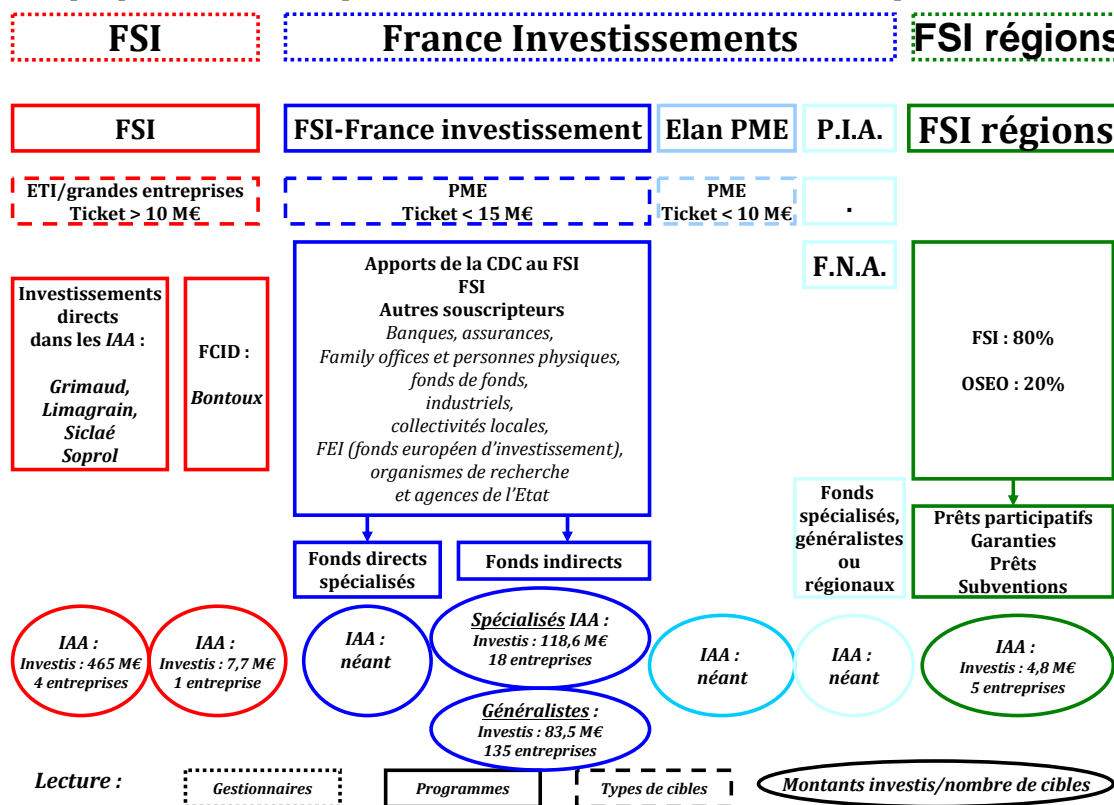 FSI
France Investissements
FSI régions
FSI
FSI-France investissement
Elan PME
P.I.A.
FSI régions
ETI/grandes entreprises
Ticket > 10 M€
PME
Ticket < 15 M€
PME
Ticket < 10 M€
.
Investissements
directs
dans les IAA :
Grimaud,
Limagrain,
Siclaé
Soprol
FCID :
Bontoux
Apports de la CDC au FSI
FSI
Autres souscripteurs
Banques, assurances,
Family offices et personnes physiques,
fonds de fonds,
industriels,
collectivités locales,
FEI (fonds européen d’investissement),
organismes de recherche
et agences de l’Etat
F.N.A.
FSI : 80%
OSEO : 20%
Fonds directs
spécialisés
Fonds indirects
Fonds
spécialisés,
généralistes
ou
régionaux
Prêts participatifs
Garanties
Prêts
Subventions
IAA :
Investis : 465 M€
4 entreprises
IAA :
Investis : 7,7 M€
1 entreprise
IAA :
néant
Spécialisés IAA :
Investis : 118,6 M€
18 entreprises
Généralistes :
Investis : 83,5 M€
135 entreprises
IAA :
néant
IAA :
néant
IAA :
Investis : 4,8 M€
5 entreprises
Lecture :
Gestionnaires
Programmes
Types de cibles
Montants investis/nombre de cibles